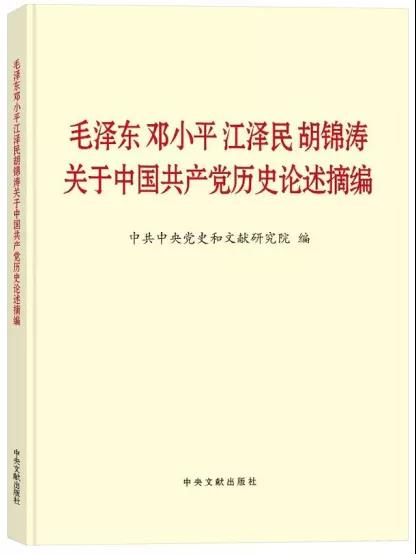 毛泽东 邓小平 江泽民 胡锦涛
关于中国共产党历史论述摘编
中共中央党史和文献研究院 编
中央文献出版社
毛泽东邓小平江泽民胡锦涛关于中国共产党历史论述摘编
中央文献出版社